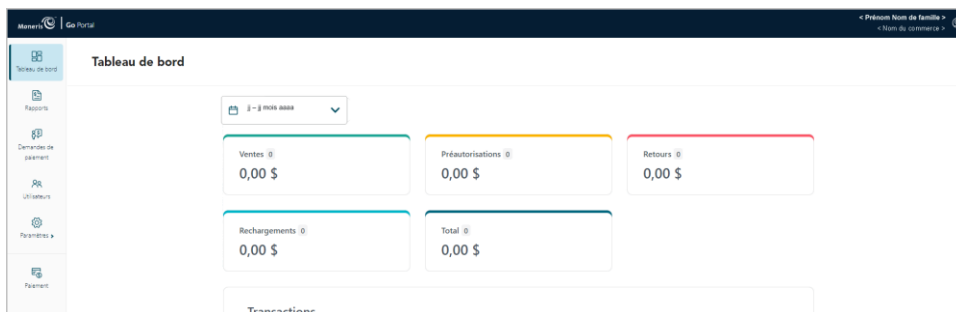 Moneris Go Portal
< Prénom Nom de famille >
< Nom du commerce >
Tableau de bord
Tableau de bord
Rapports
Demandes de
paiement
Utilisateurs
Paramètres
Paiement
jj – jj mois aaaa
Ventes 0
0,00 $
Préautorisations 0
0,00 $
Retours 0
0,00 $
Rechargements 0
0,00 $
Total 0
0,00 $
Transactions